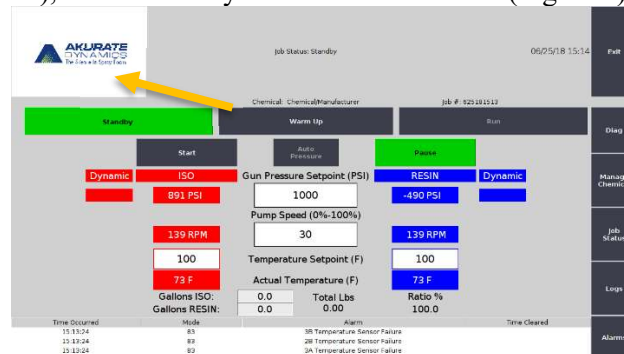 AKURATE
DYNAMICS
Job Status: Standby
06/25/18 15:14
Exit
Chemical: Chemical/Manufacturer
Job #: 625181513
Standby
Warm Up
Run
Diag
Start
Auto
Pressure
Pause
Dynamic
ISO
Gun Pressure Setpoint (PSI)
RESIN
Dynamic
Manag
Chemic
891 PSI
1000
-490 PSI
Pump Speed (0%-100%)
139 RPM
30
139 RPM
Job
Status
100
Temperature Setpoint (F)
100
73 F
Actual Temperature (F)
73 F
Logs
Gallons ISO:
0.0
Total Lbs
Ratio %
Gallons RESIN:
0.0
0.00
100.0
Time Occurred
Mode
Alarm
Time Cleared
15:13:24
83
3B Temperature Sensor Failure
Alarms
15:13:24
83
2B Temperature Sensor Failure
15:13:24
83
3A Temperature Sensor Failure